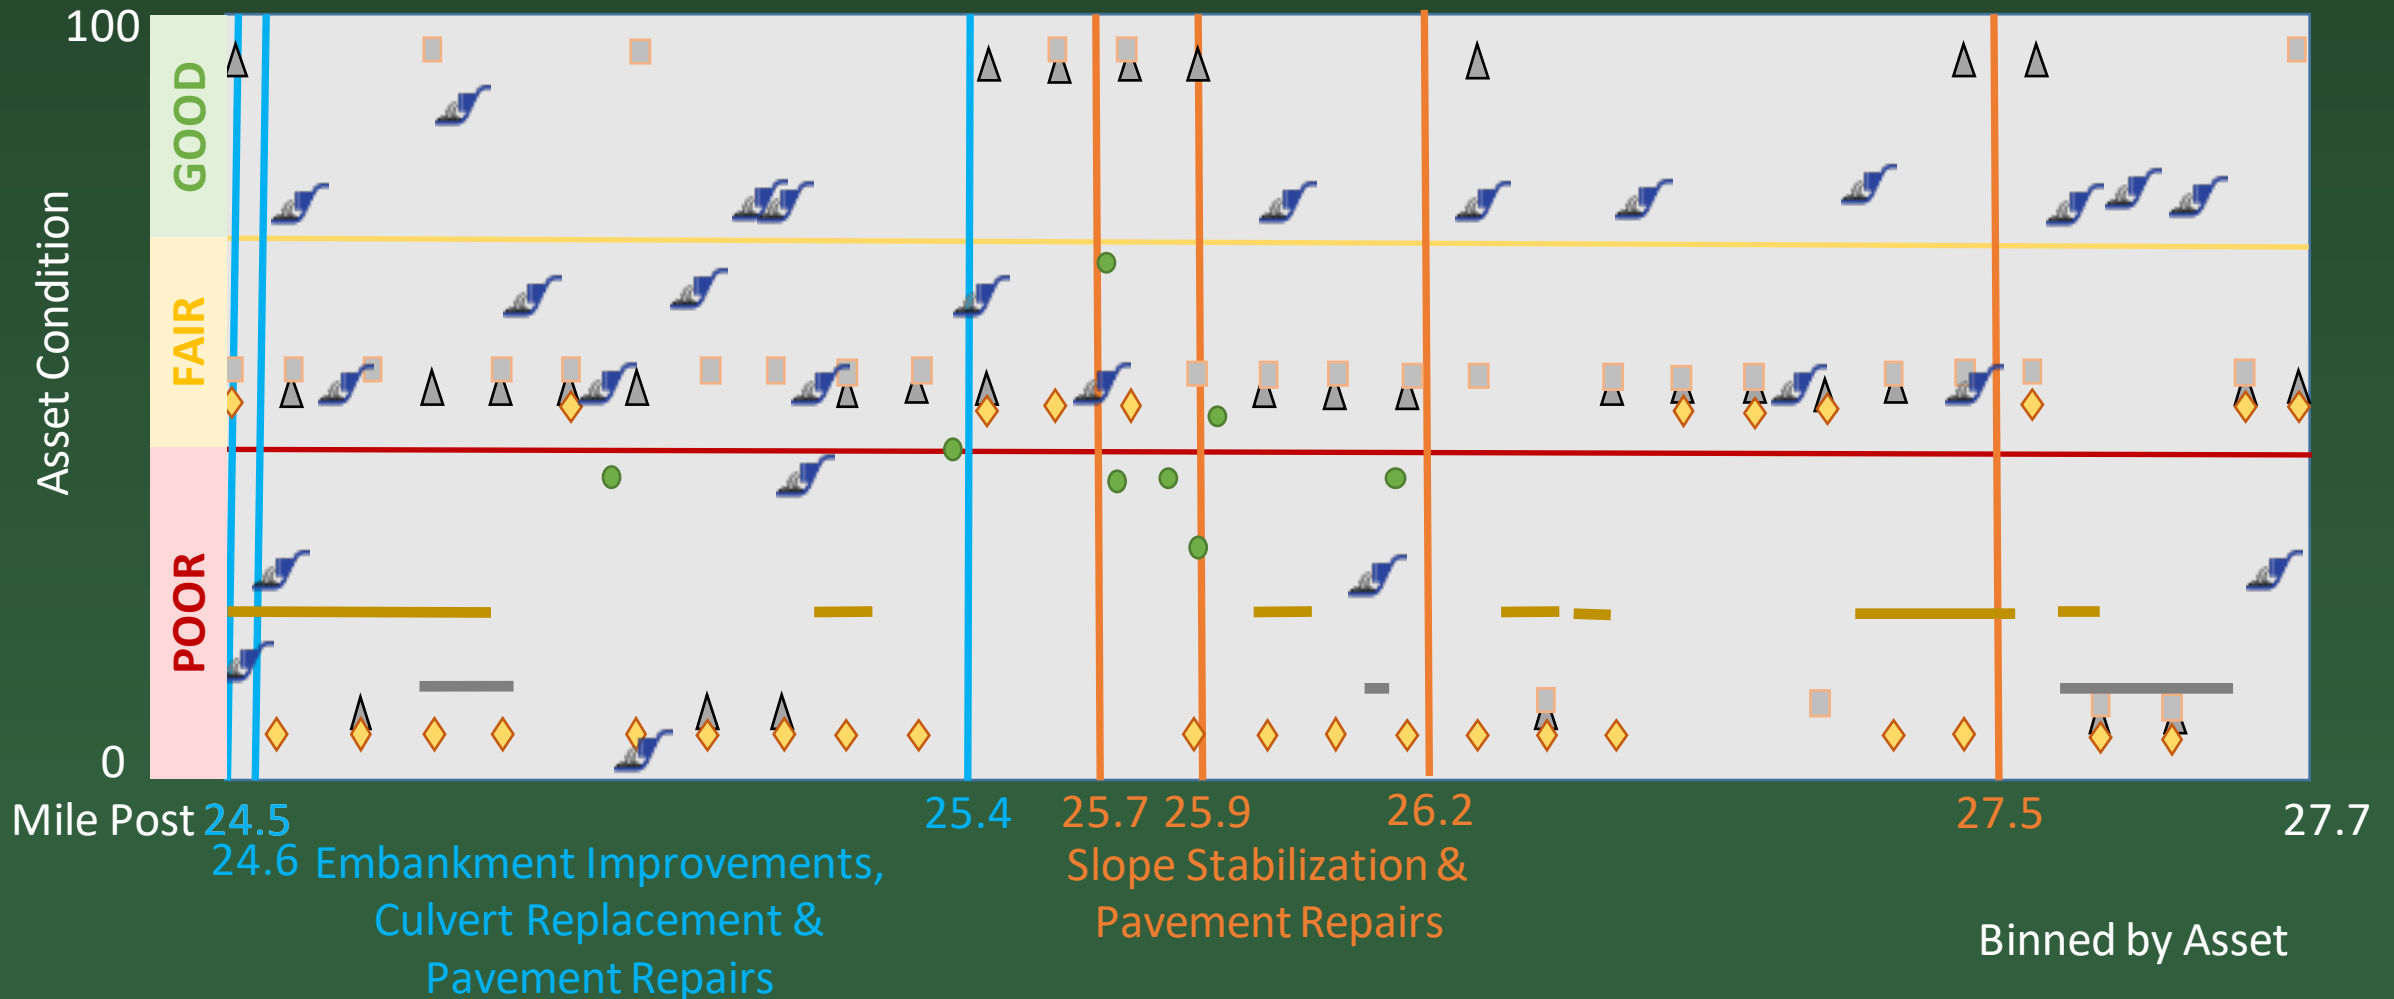 100
GOOD
FAIR
POOR
Asset Condition
0
Mile Post 24.5 25.4 25.7 25.9 26.2 27.5 27.7
24.6 Embankment Improvements,
Culvert Replacement &
Pavement Repairs
Slope Stabilization &
Pavement Repairs
Binned by Asset